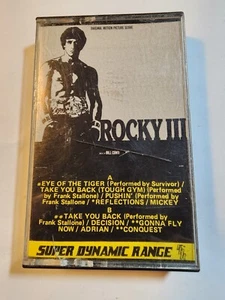 ORIGINAL MOTION PICTURE SCORE
ROCKY III
BILL CONTI
A
*EYE OF THE TIGER (Performed by Survivor) /
TAKE YOU BACK (TOUGH GYM) (Performed
by Frank Stallone) / PUSHIN' (Performed by
Frank Stallone) / *REFLECTIONS / MICKEY
B
**TAKE YOU BACK (Performed by
Frank Stallone) / DECISION / **GONNA FLY
NOW / ADRIAN / **CONQUEST
SUPER DYNAMIC RANGE